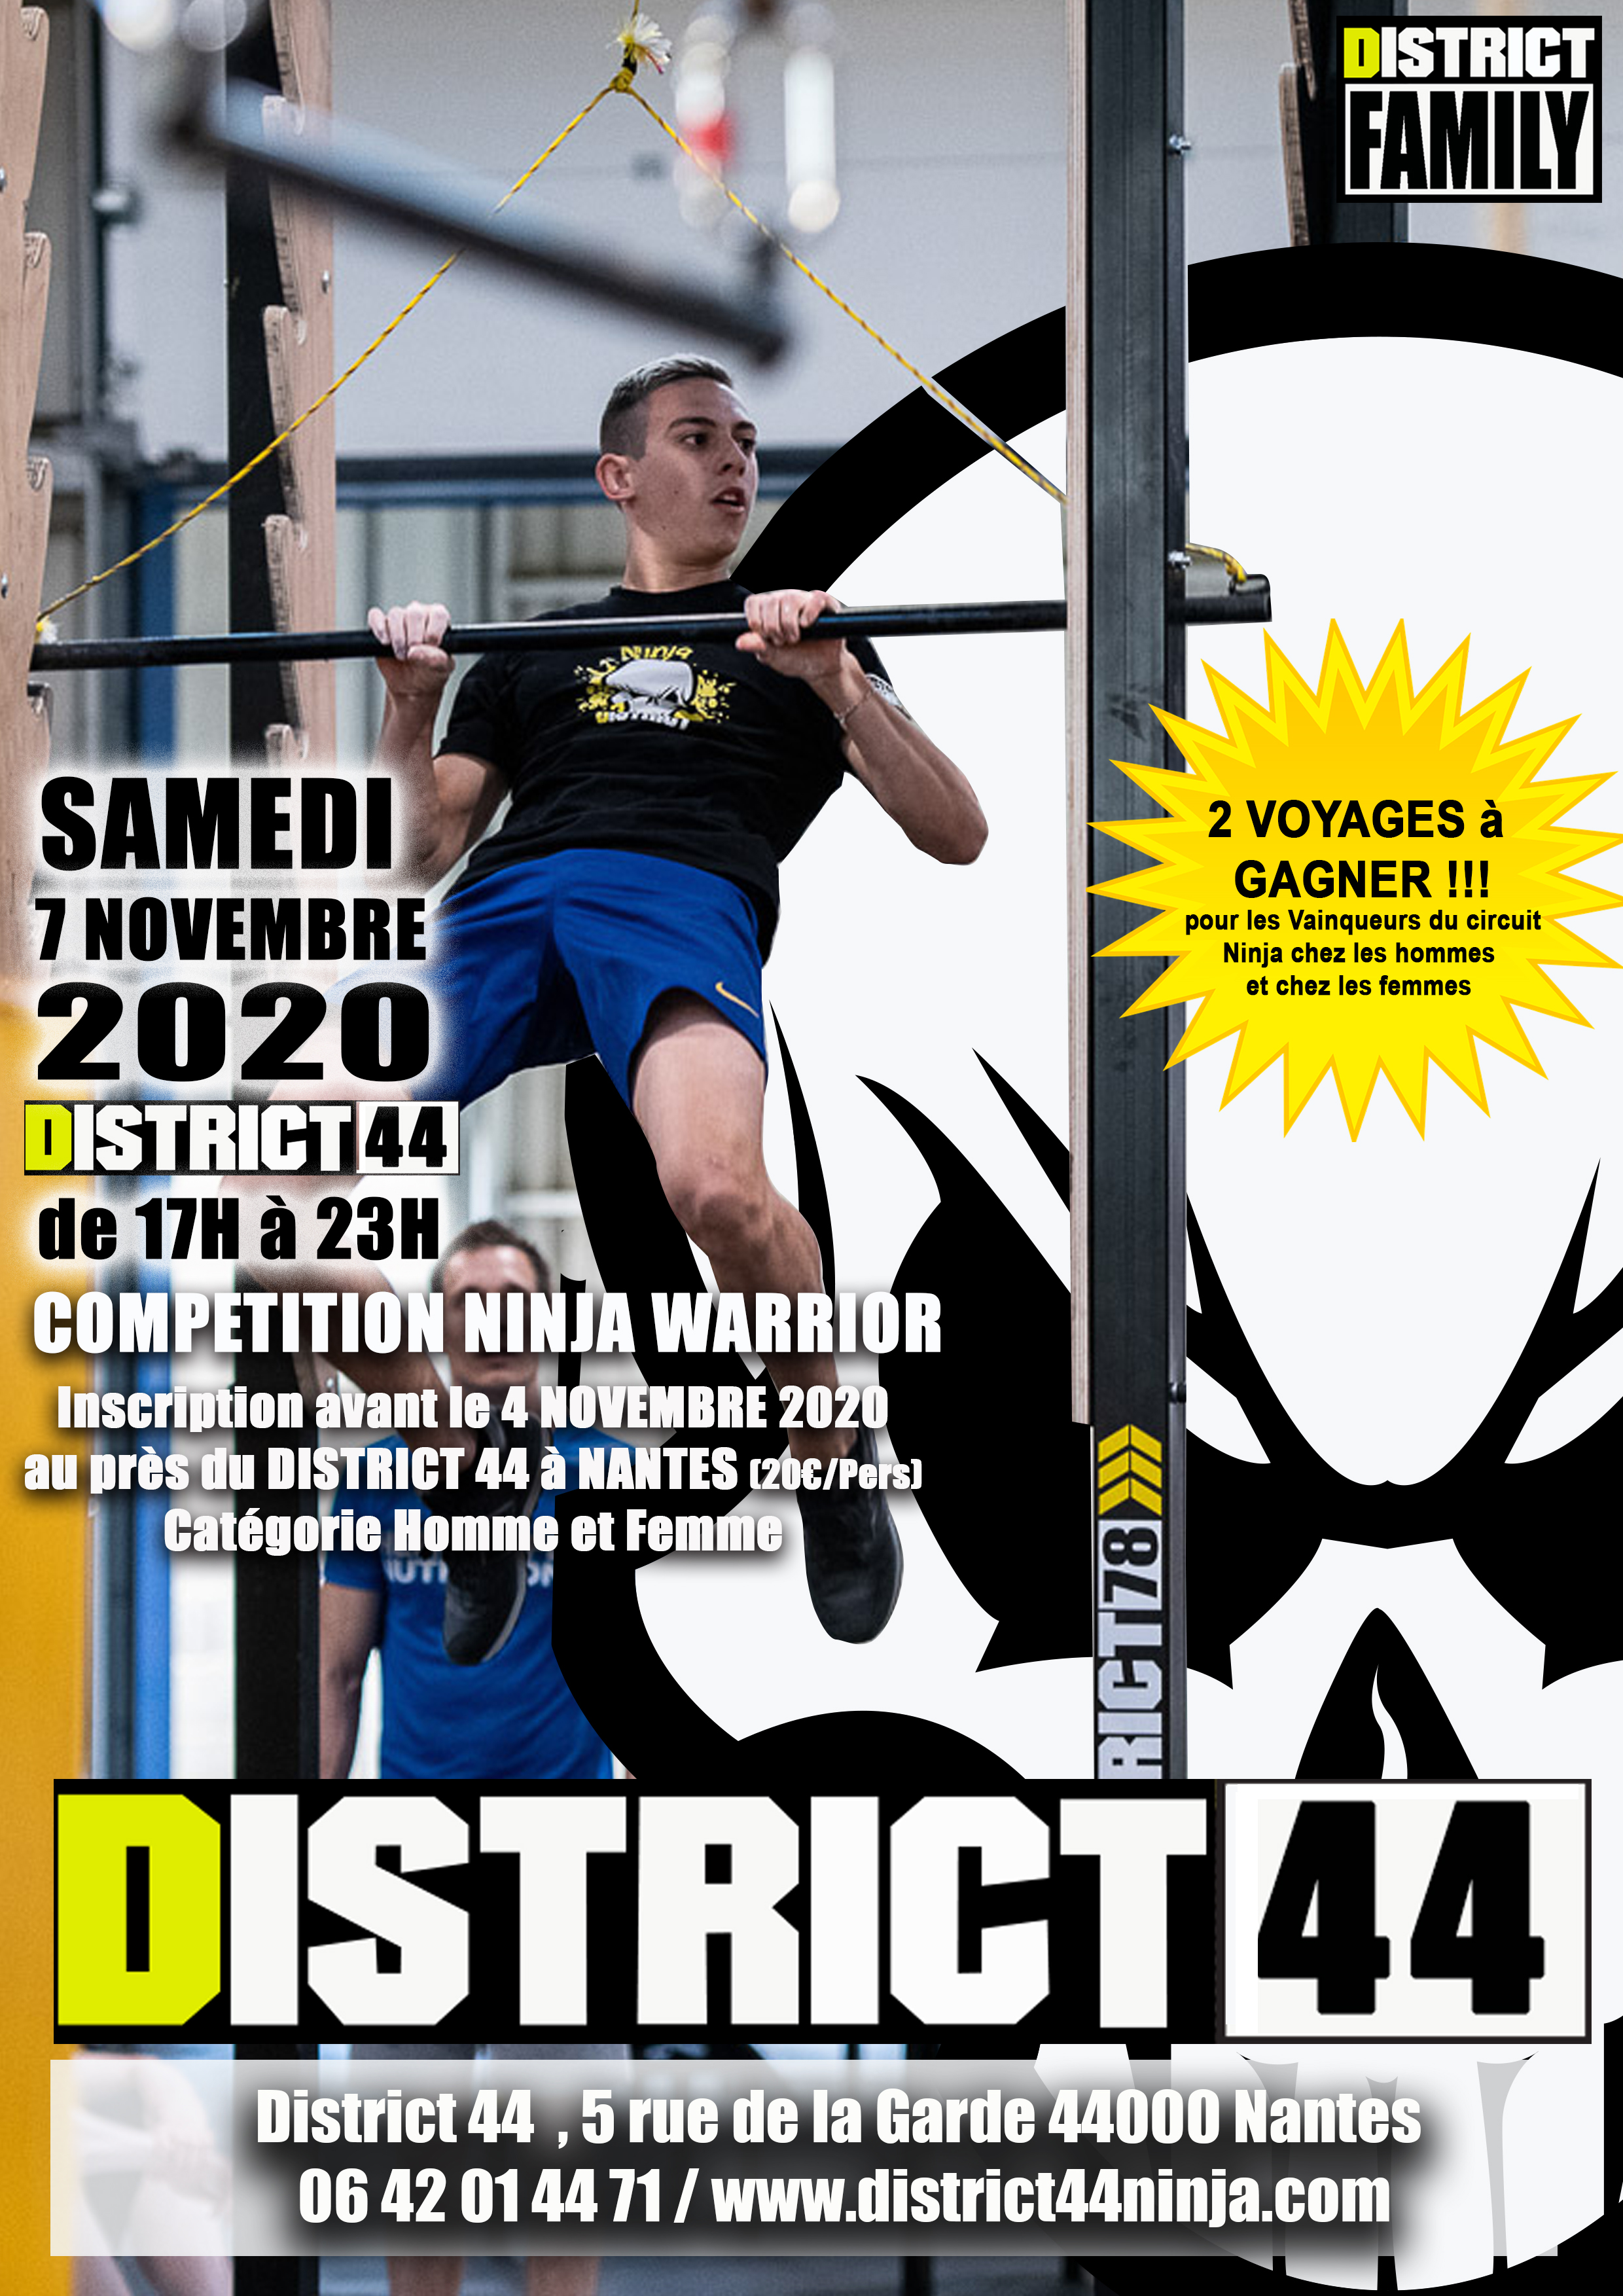 DISTRICT
FAMILY
Ninja
2 VOYAGES à
GAGNER !!!
pour les Vainqueurs du circuit
Ninja chez les hommes
et chez les femmes
SAMEDI
7 NOVEMBRE
2020
DISTRICT 44
de 17H à 23H
COMPETITION NINJA WARRIOR
Inscription avant le 4 NOVEMBRE 2020
au près du DISTRICT 44 à NANTES (20€/Pers)
Catégorie Homme et Femme
RICT78
DISTRICT 44
District 44 , 5 rue de la Garde 44000 Nantes
06 42 01 44 71 / www.district44ninja.com